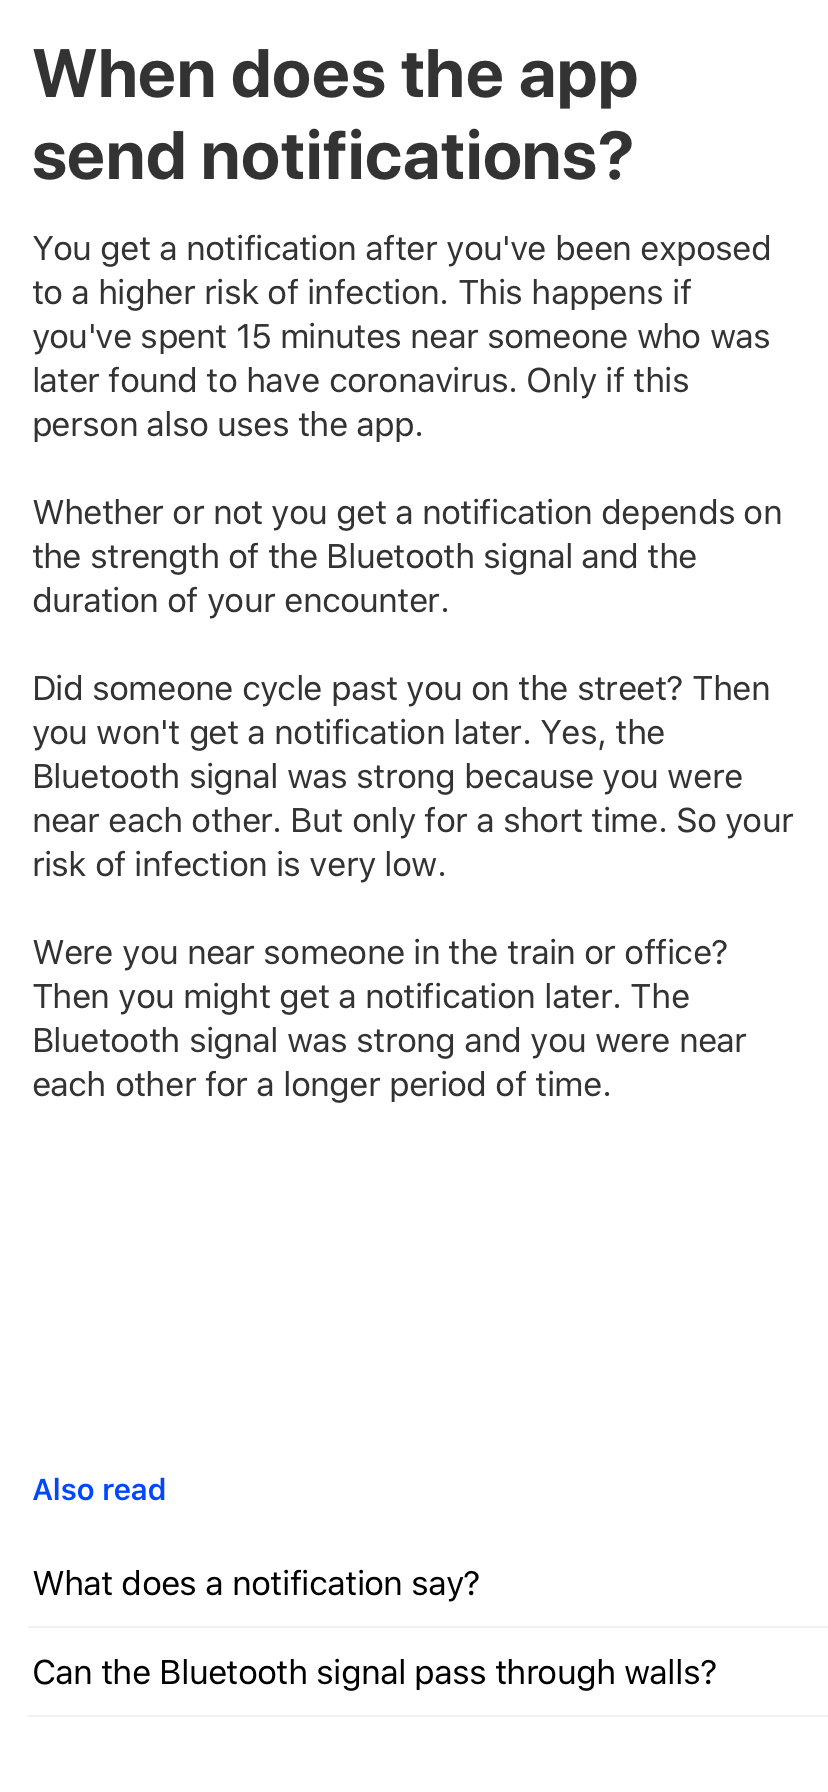 When does the app
send notifications?
You get a notification after you've been exposed
to a higher risk of infection. This happens if
you've spent 15 minutes near someone who was
later found to have coronavirus. Only if this
person also uses the app.
Whether or not you get a notification depends on
the strength of the Bluetooth signal and the
duration of your encounter.
Did someone cycle past you on the street? Then
you won't get a notification later. Yes, the
Bluetooth signal was strong because you were
near each other. But only for a short time. So your
risk of infection is very low.
Were you near someone in the train or office?
Then you might get a notification later. The
Bluetooth signal was strong and you were near
each other for a longer period of time.
Also read
What does a notification say?
Can the Bluetooth signal pass through walls?